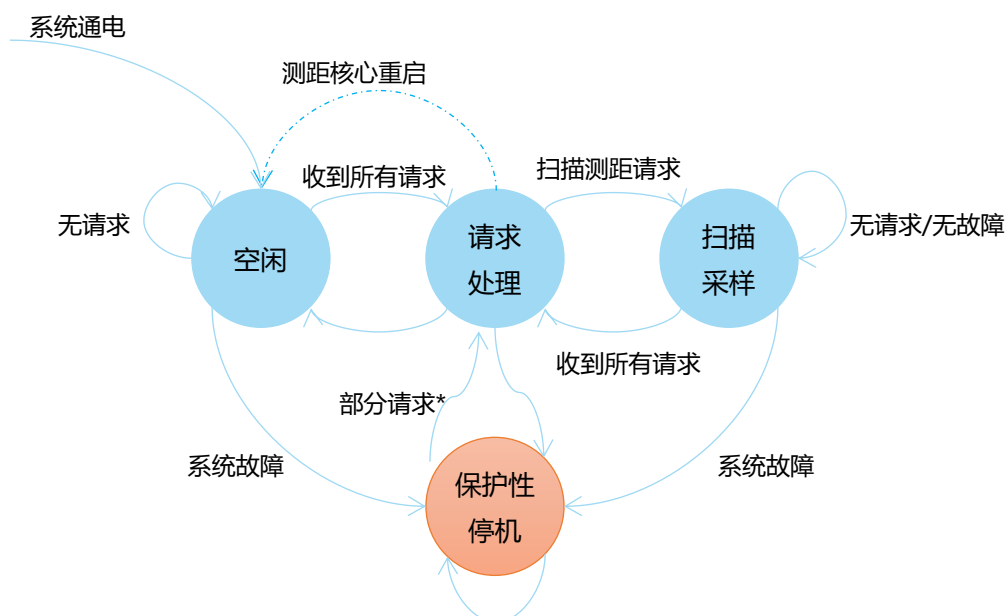 系统通电
测距核心重启
收到所有请求
扫描测距请求
无请求
空闲
请求
处理
扫描
采样
无请求/无故障
收到所有请求
部分请求*
系统故障
系统故障
保护性
停机